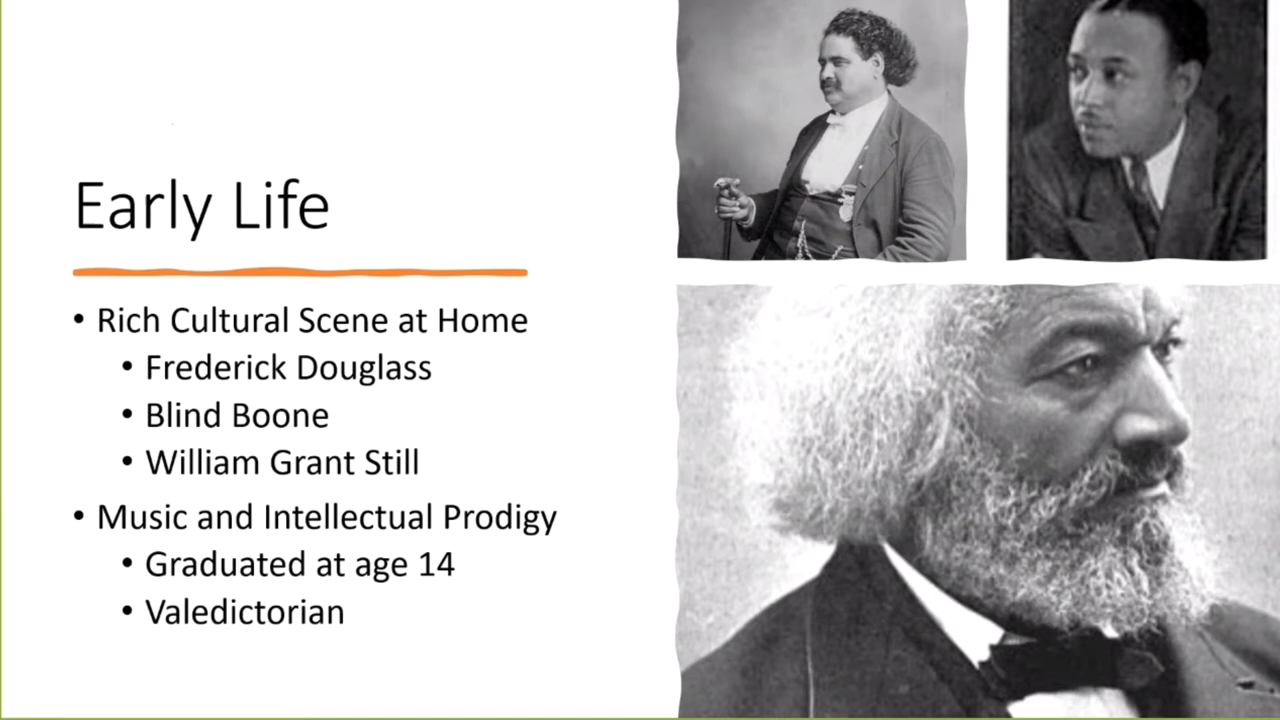 Early Life
• Rich Cultural Scene at Home
• Frederick Douglass
• Blind Boone
• William Grant Still
• Music and Intellectual Prodigy
• Graduated at age 14
• Valedictorian